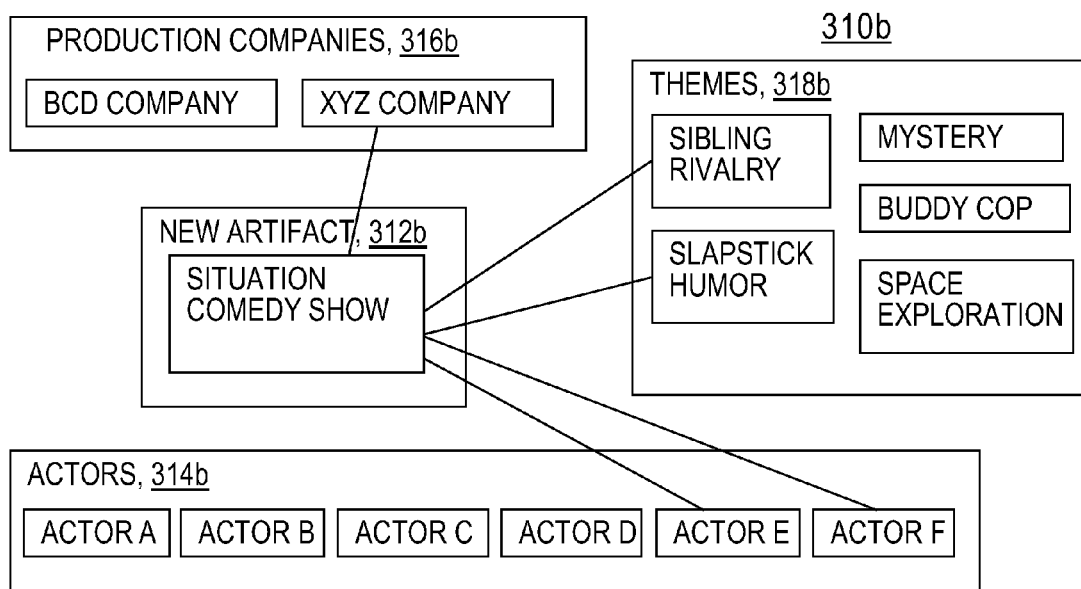 PRODUCTION COMPANIES, 316b
BCD COMPANY
XYZ COMPANY
310b
THEMES, 318b
SIBLING
RIVALRY
MYSTERY
BUDDY COP
SLAPSTICK
HUMOR
SPACE
EXPLORATION
NEW ARTIFACT, 312b
SITUATION
COMEDY SHOW
ACTORS, 314b
ACTOR A
ACTOR B
ACTOR C
ACTOR D
ACTOR E
ACTOR F